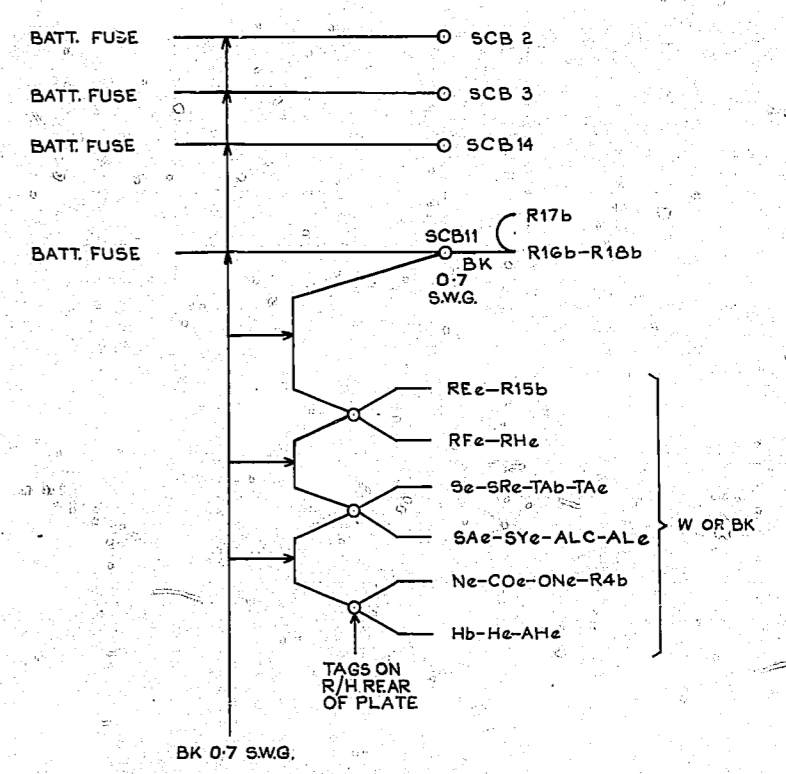 BATT. FUSE
SCB 2
BATT. FUSE
SCB 3
BATT. FUSE
SCB 14
R17b
BATT. FUSE
SCB11
R16b-R18b
BK
0·7
S.W.G.
REe-R15b
RFe-RHe
Se-SRe-TAb-TAe
SAe-SYe-ALC-ALe
W OR BK
Ne-COe-ONe-R4b
Hb-He-AHe
TAGS ON
R/H REAR
OF PLATE
BK 0·7 S.W.G.